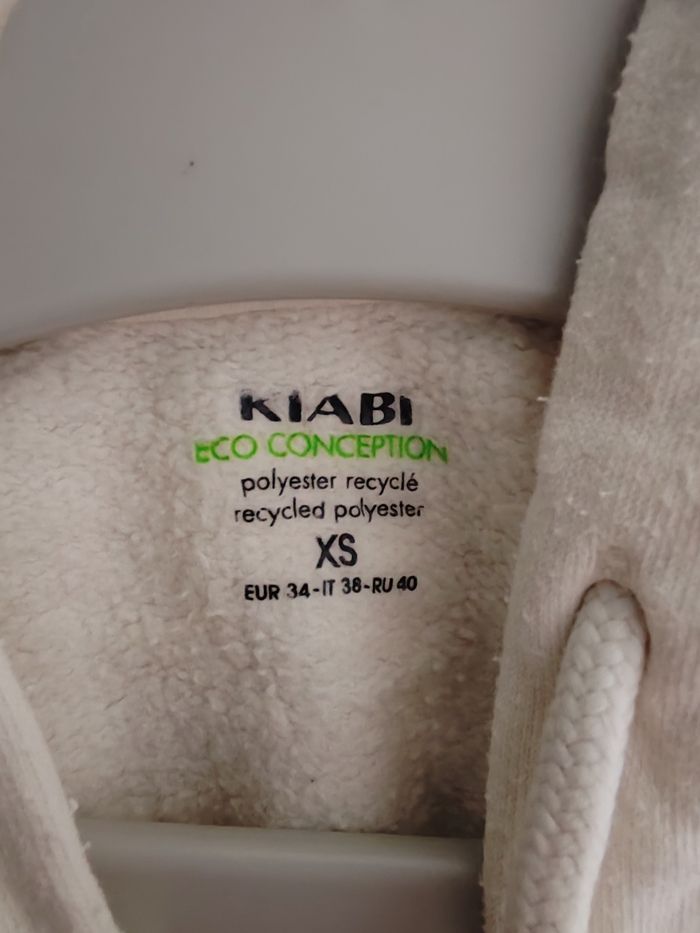 KIABI
ECO CONCEPTION
polyester recyclé
recycled polyester
XS
EUR 34-IT 38-RU 40